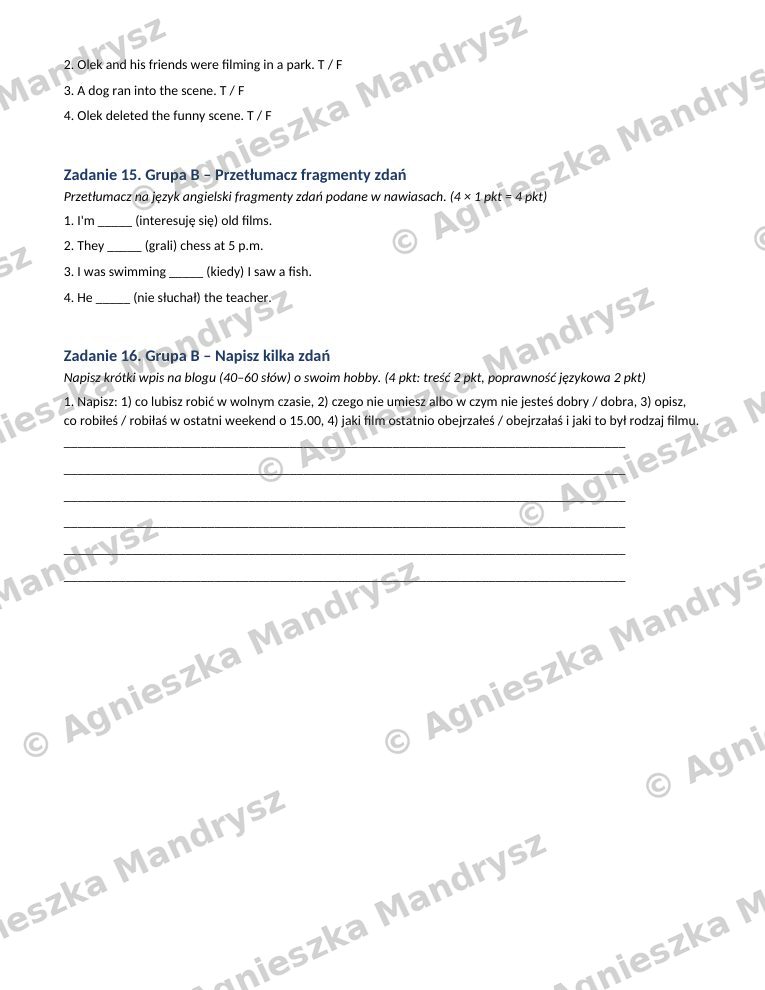 2. Olek and his friends were filming in a park. T / F
3. A dog ran into the scene. T / F
4. Olek deleted the funny scene. T / F
Zadanie 15. Grupa B – Przetłumacz fragmenty zdań
Przetłumacz na język angielski fragmenty zdań podane w nawiasach. (4 × 1 pkt = 4 pkt)
1. I'm _____ (interesuję się) old films.
2. They _____ (grali) chess at 5 p.m.
3. I was swimming _____ (kiedy) I saw a fish.
4. He _____ (nie słuchał) the teacher.
Zadanie 16. Grupa B – Napisz kilka zdań
Napisz krótki wpis na blogu (40–60 słów) o swoim hobby. (4 pkt: treść 2 pkt, poprawność językowa 2 pkt)
1. Napisz: 1) co lubisz robić w wolnym czasie, 2) czego nie umiesz albo w czym nie jesteś dobry / dobra, 3) opisz,
co robiłeś / robiłaś w ostatni weekend o 15.00, 4) jaki film ostatnio obejrzałeś / obejrzałaś i jaki to był rodzaj filmu.
© Agnieszka Mandrysz